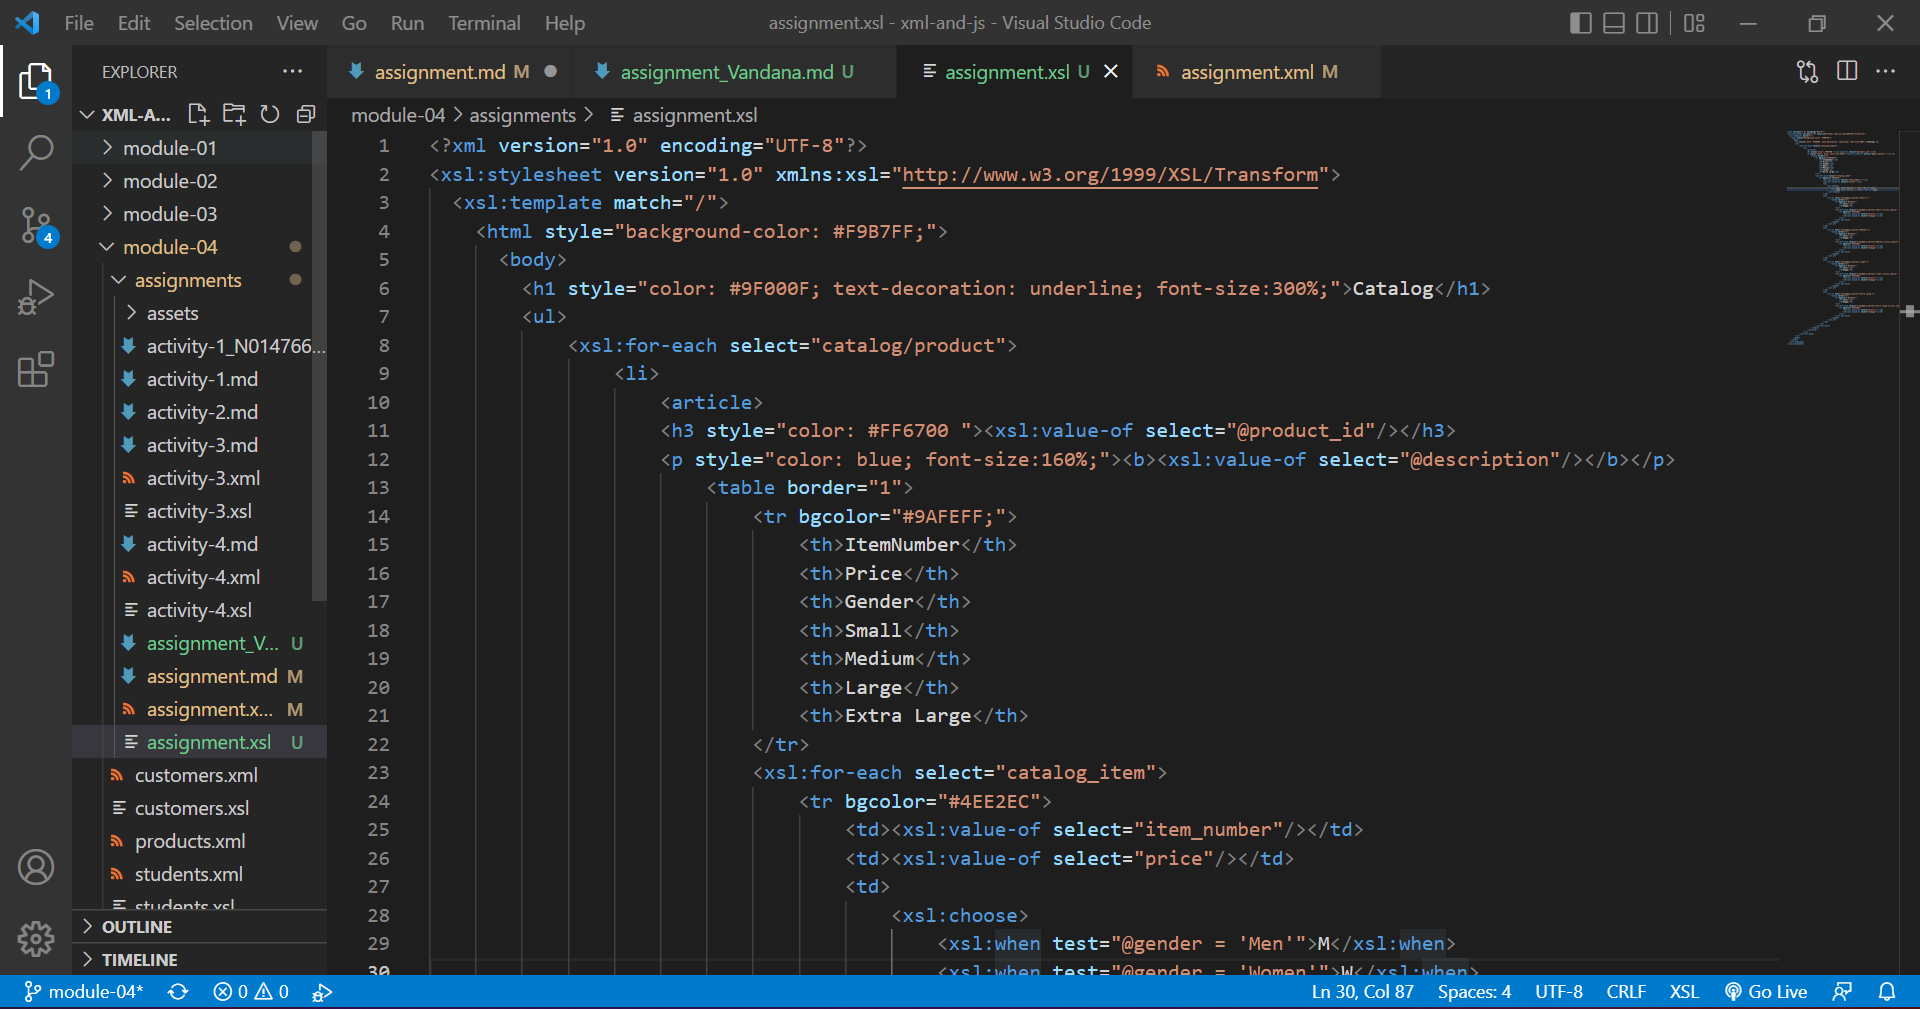 File Edit Selection View Go Run Terminal Help
assignment.xsl - xml-and-js - Visual Studio Code
EXPLORER
assignment.md M
assignment_Vandana.md U
assignment.xsl U
assignment.xml M
1
4
XML-A...
module-01
module-02
module-03
module-04
assignments
assets
activity-1_N014766...
activity-1.md
activity-2.md
activity-3.md
activity-3.xml
activity-3.xsl
activity-4.md
activity-4.xml
activity-4.xsl
assignment_V... U
assignment.md M
assignment.x... M
assignment.xsl U
customers.xml
customers.xsl
products.xml
students.xml
students.xsl
OUTLINE
TIMELINE
module-04 > assignments > assignment.xsl
1 <?xml version="1.0" encoding="UTF-8"?>
2 <xsl:stylesheet version="1.0" xmlns:xsl="http://www.w3.org/1999/XSL/Transform">
3 <xsl:template match="/">
4 <html style="background-color: #F9B7FF;">
5 <body>
6 <h1 style="color: #9F000F; text-decoration: underline; font-size:300%;">Catalog</h1>
7 <ul>
8 <xsl:for-each select="catalog/product">
9 <li>
10 <article>
11 <h3 style="color: #FF6700 "><xsl:value-of select="@product_id"/></h3>
12 <p style="color: blue; font-size:160%;"><b><xsl:value-of select="@description"/></b></p>
13 <table border="1">
14 <tr bgcolor="#9AFEFF;">
15 <th>ItemNumber</th>
16 <th>Price</th>
17 <th>Gender</th>
18 <th>Small</th>
19 <th>Medium</th>
20 <th>Large</th>
21 <th>Extra Large</th>
22 </tr>
23 <xsl:for-each select="catalog_item">
24 <tr bgcolor="#4EE2EC">
25 <td><xsl:value-of select="item_number"/></td>
26 <td><xsl:value-of select="price"/></td>
27 <td>
28 <xsl:choose>
29 <xsl:when test="@gender = 'Men'">M</xsl:when>
30 <xsl:when test="@gender = 'Women'">W</xsl:when>
module-04* 0 0
Ln 30, Col 87 Spaces: 4 UTF-8 CRLF XSL Go Live